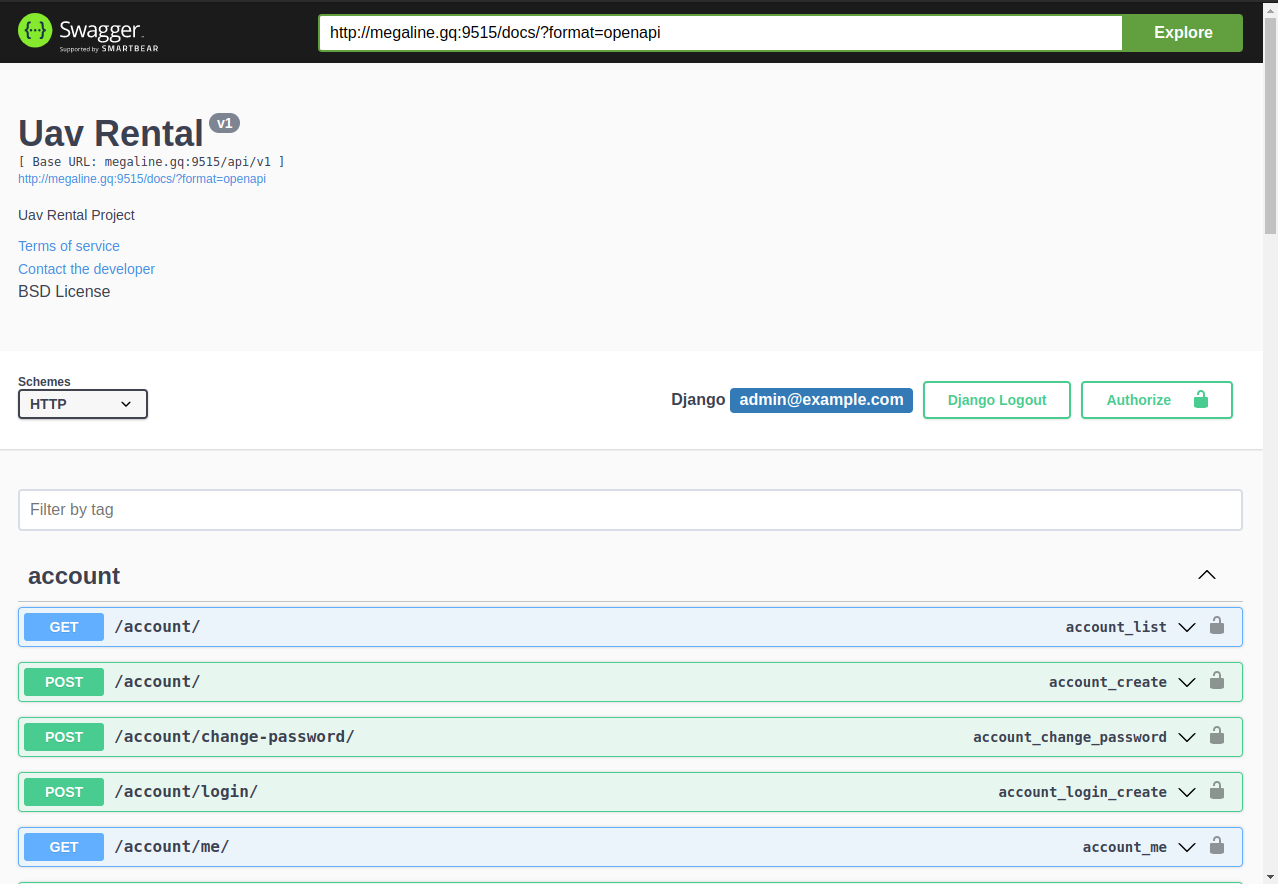 Swagger
Supported by SMARTBEAR
http://megaline.gq:9515/docs/?format=openapi
Explore
Uav Rental v1
[ Base URL: megaline.gq:9515/api/v1 ]
http://megaline.gq:9515/docs/?format=openapi
Uav Rental Project
Terms of service
Contact the developer
BSD License
Schemes
HTTP
Django admin@example.com
Django Logout
Authorize
Filter by tag
account
GET /account/ account_list
POST /account/ account_create
POST /account/change-password/ account_change_password
POST /account/login/ account_login_create
GET /account/me/ account_me